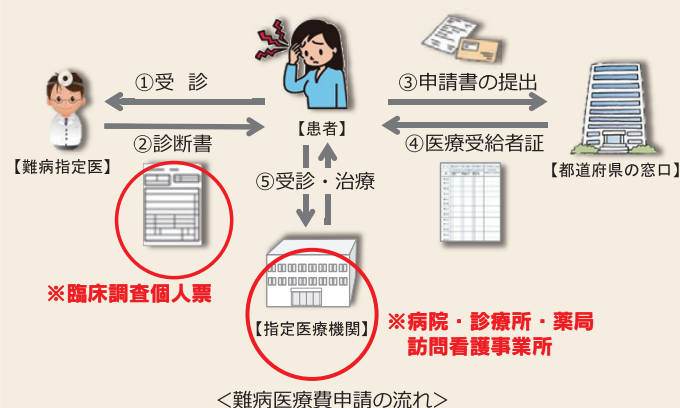 ①受 診
③申請書の提出
【患者】
②診断書
④医療受給者証
【難病指定医】
【都道府県の窓口】
⑤受診・治療
※臨床調査個人票
【指定医療機関】
※病院・診療所・薬局
訪問看護事業所
＜難病医療費申請の流れ＞